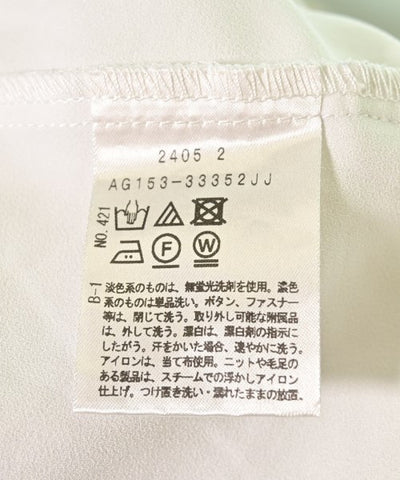 2405 2
AG153-33352JJ
NO.421
F
W
B-1
淡色系のものは、無蛍光洗剤を使用。濃色
系のものは単品洗い。ボタン、ファスナー
等は、閉じて洗う。取り外し可能な附属品
は、外して洗う。漂白は、漂白剤の指示に
したがう。汗をかいた場合、速やかに洗う。
アイロンは、当て布使用。ニットや毛足の
ある製品は、スチームでの浮かしアイロン
仕上げ。つけ置き洗い・濡れたままの放置、